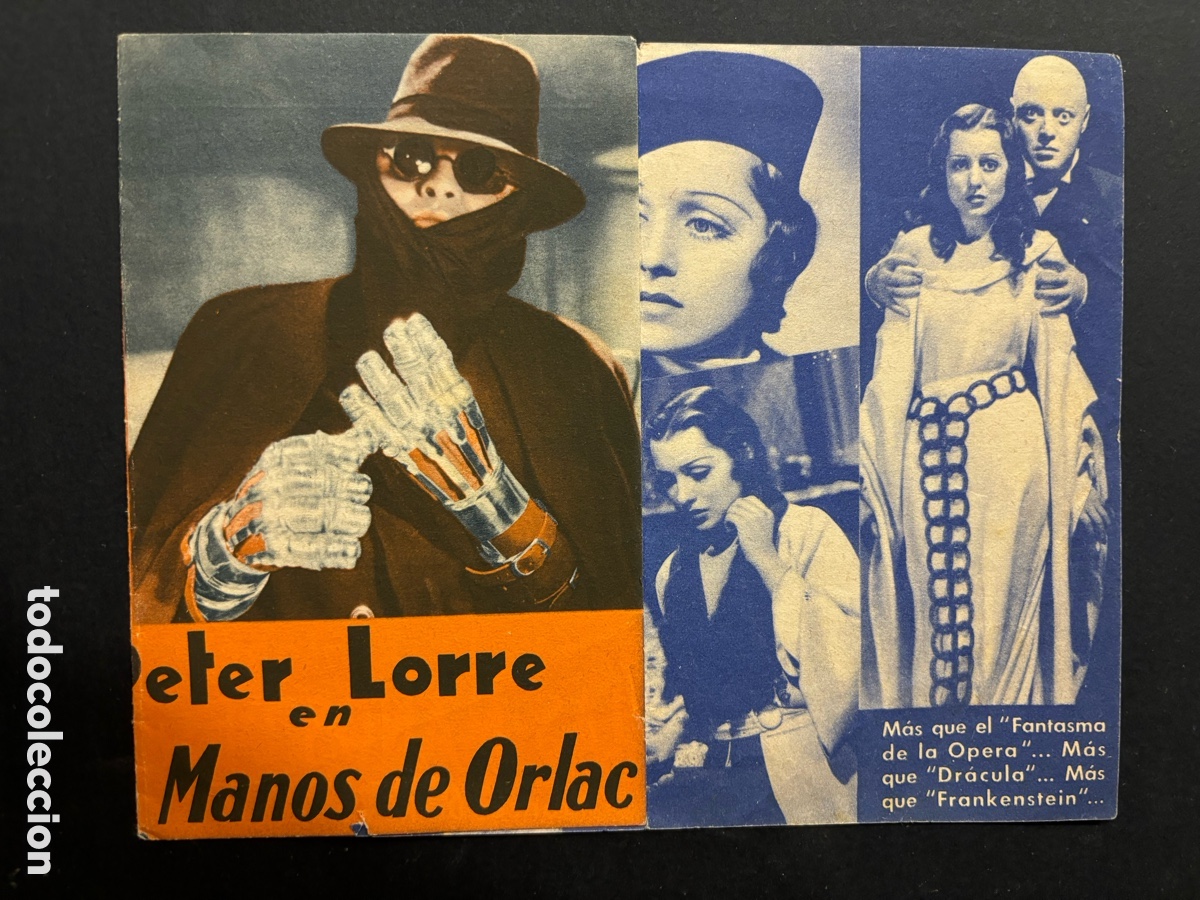 Peter Lorre
en
Manos de Orlac
Más que el "Fantasma
de la Opera"... Más
que "Drácula"... Más
que "Frankenstein"...
todocoleccion